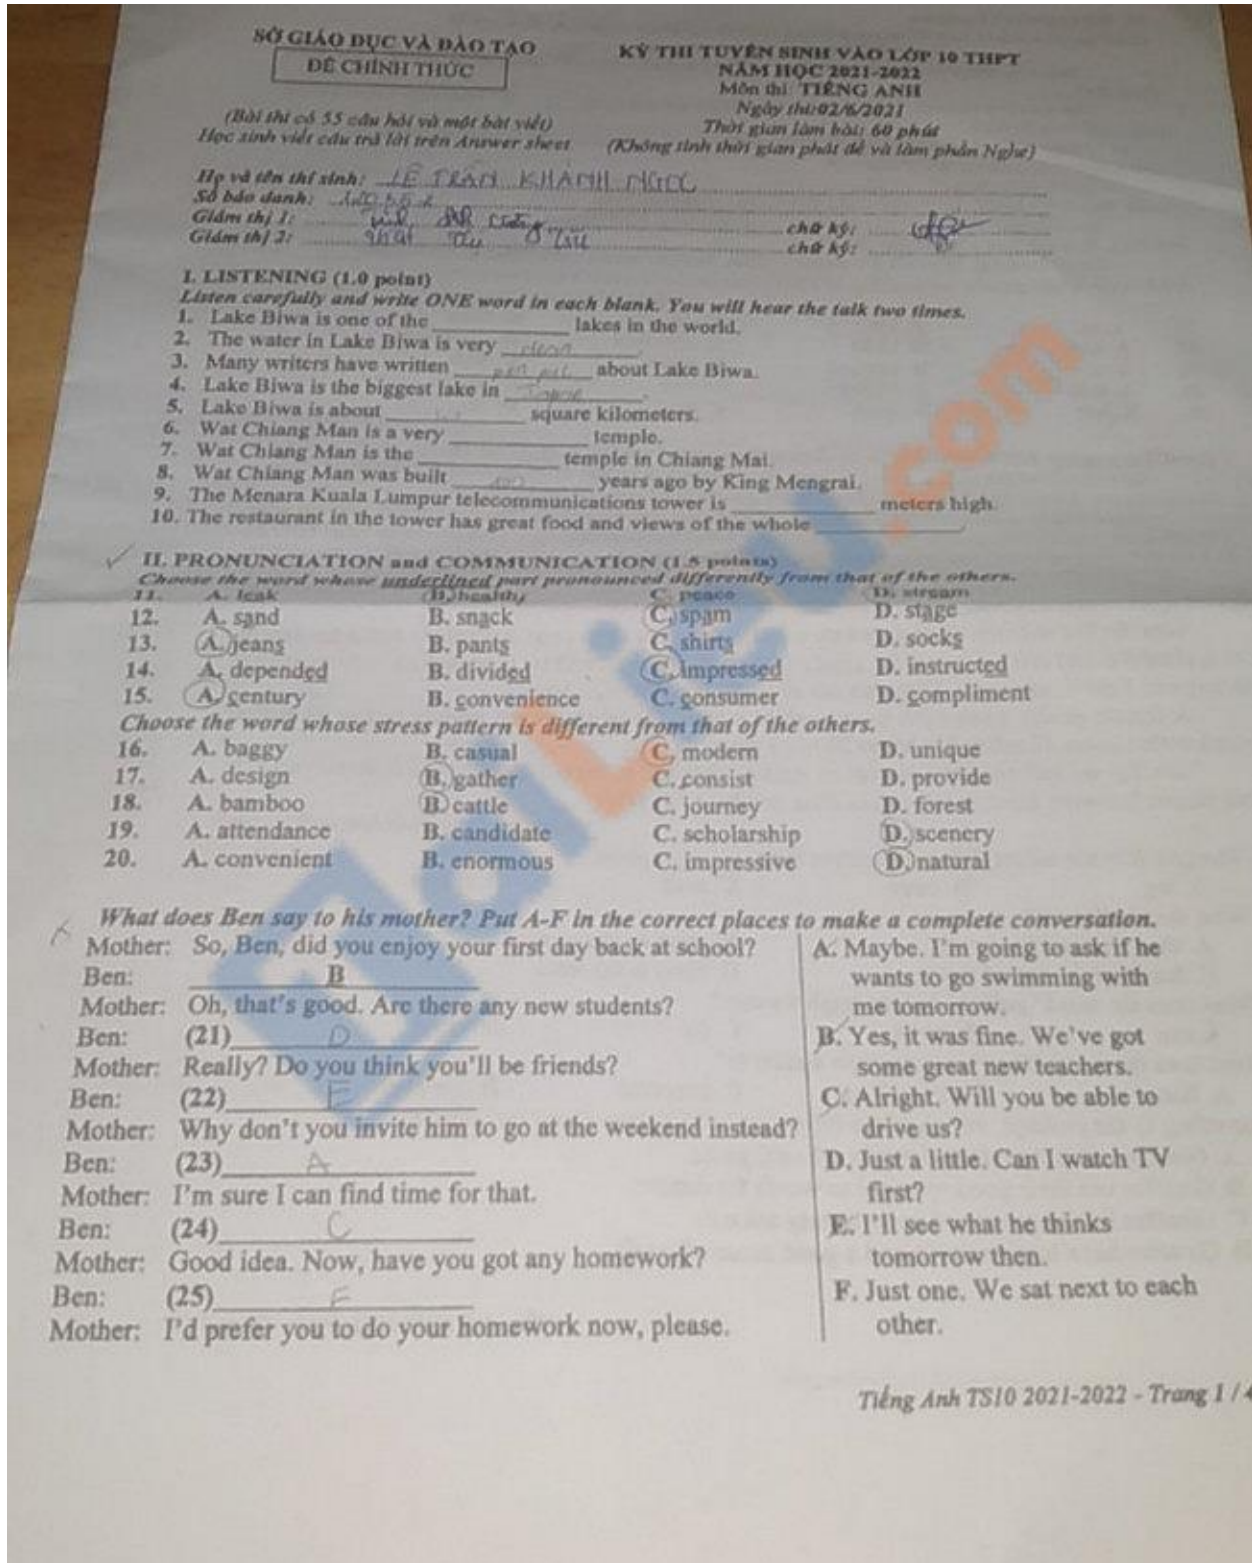 SỞ GIÁO DỤC VÀ ĐÀO TẠO
ĐỀ CHÍNH THỨC
KỲ THI TUYỂN SINH VÀO LỚP 10 THPT
NĂM HỌC 2021-2022
Môn thi: TIẾNG ANH
Ngày thi:02/6/2021
Thời gian làm bài: 60 phút
(Không tính thời gian phát đề và làm phần Nghe)
(Bài thi có 55 câu hỏi và một bài viết)
Học sinh viết câu trả lời trên Answer sheet
Họ và tên thí sinh: LÊ TRẦN KHÁNH NGỌC
Số báo danh:
Giám thị 1: chữ ký:
Giám thị 2: chữ ký:
I. LISTENING (1.0 point)
Listen carefully and write ONE word in each blank. You will hear the talk two times.
1. Lake Biwa is one of the ____________ lakes in the world.
2. The water in Lake Biwa is very clean.
3. Many writers have written ____________ about Lake Biwa.
4. Lake Biwa is the biggest lake in ____________.
5. Lake Biwa is about ____________ square kilometers.
6. Wat Chiang Man is a very ____________ temple.
7. Wat Chiang Man is the ____________ temple in Chiang Mai.
8. Wat Chiang Man was built ____________ years ago by King Mengrai.
9. The Menara Kuala Lumpur telecommunications tower is ____________ meters high.
10. The restaurant in the tower has great food and views of the whole ____________.
II. PRONUNCIATION and COMMUNICATION (1.5 points)
Choose the word whose underlined part pronounced differently from that of the others.
11. A. leak B. healthy C. peace D. stream
12. A. sand B. snack C. spam D. stage
13. A. jeans B. pants C. shirts D. socks
14. A. depended B. divided C. impressed D. instructed
15. A. century B. convenience C. consumer D. compliment
Choose the word whose stress pattern is different from that of the others.
16. A. baggy B. casual C. modern D. unique
17. A. design B. gather C. consist D. provide
18. A. bamboo B. cattle C. journey D. forest
19. A. attendance B. candidate C. scholarship D. scenery
20. A. convenient B. enormous C. impressive D. natural
What does Ben say to his mother? Put A-F in the correct places to make a complete conversation.
Mother: So, Ben, did you enjoy your first day back at school?
Ben: B
Mother: Oh, that's good. Are there any new students?
Ben: (21) D
Mother: Really? Do you think you'll be friends?
Ben: (22) E
Mother: Why don't you invite him to go at the weekend instead?
Ben: (23) A
Mother: I'm sure I can find time for that.
Ben: (24) C
Mother: Good idea. Now, have you got any homework?
Ben: (25) F
Mother: I'd prefer you to do your homework now, please.
A. Maybe. I'm going to ask if he
wants to go swimming with
me tomorrow.
B. Yes, it was fine. We've got
some great new teachers.
C. Alright. Will you be able to
drive us?
D. Just a little. Can I watch TV
first?
E. I'll see what he thinks
tomorrow then.
F. Just one. We sat next to each
other.
Tiếng Anh TS10 2021-2022 - Trang 1 / 4
TaiLieu.com